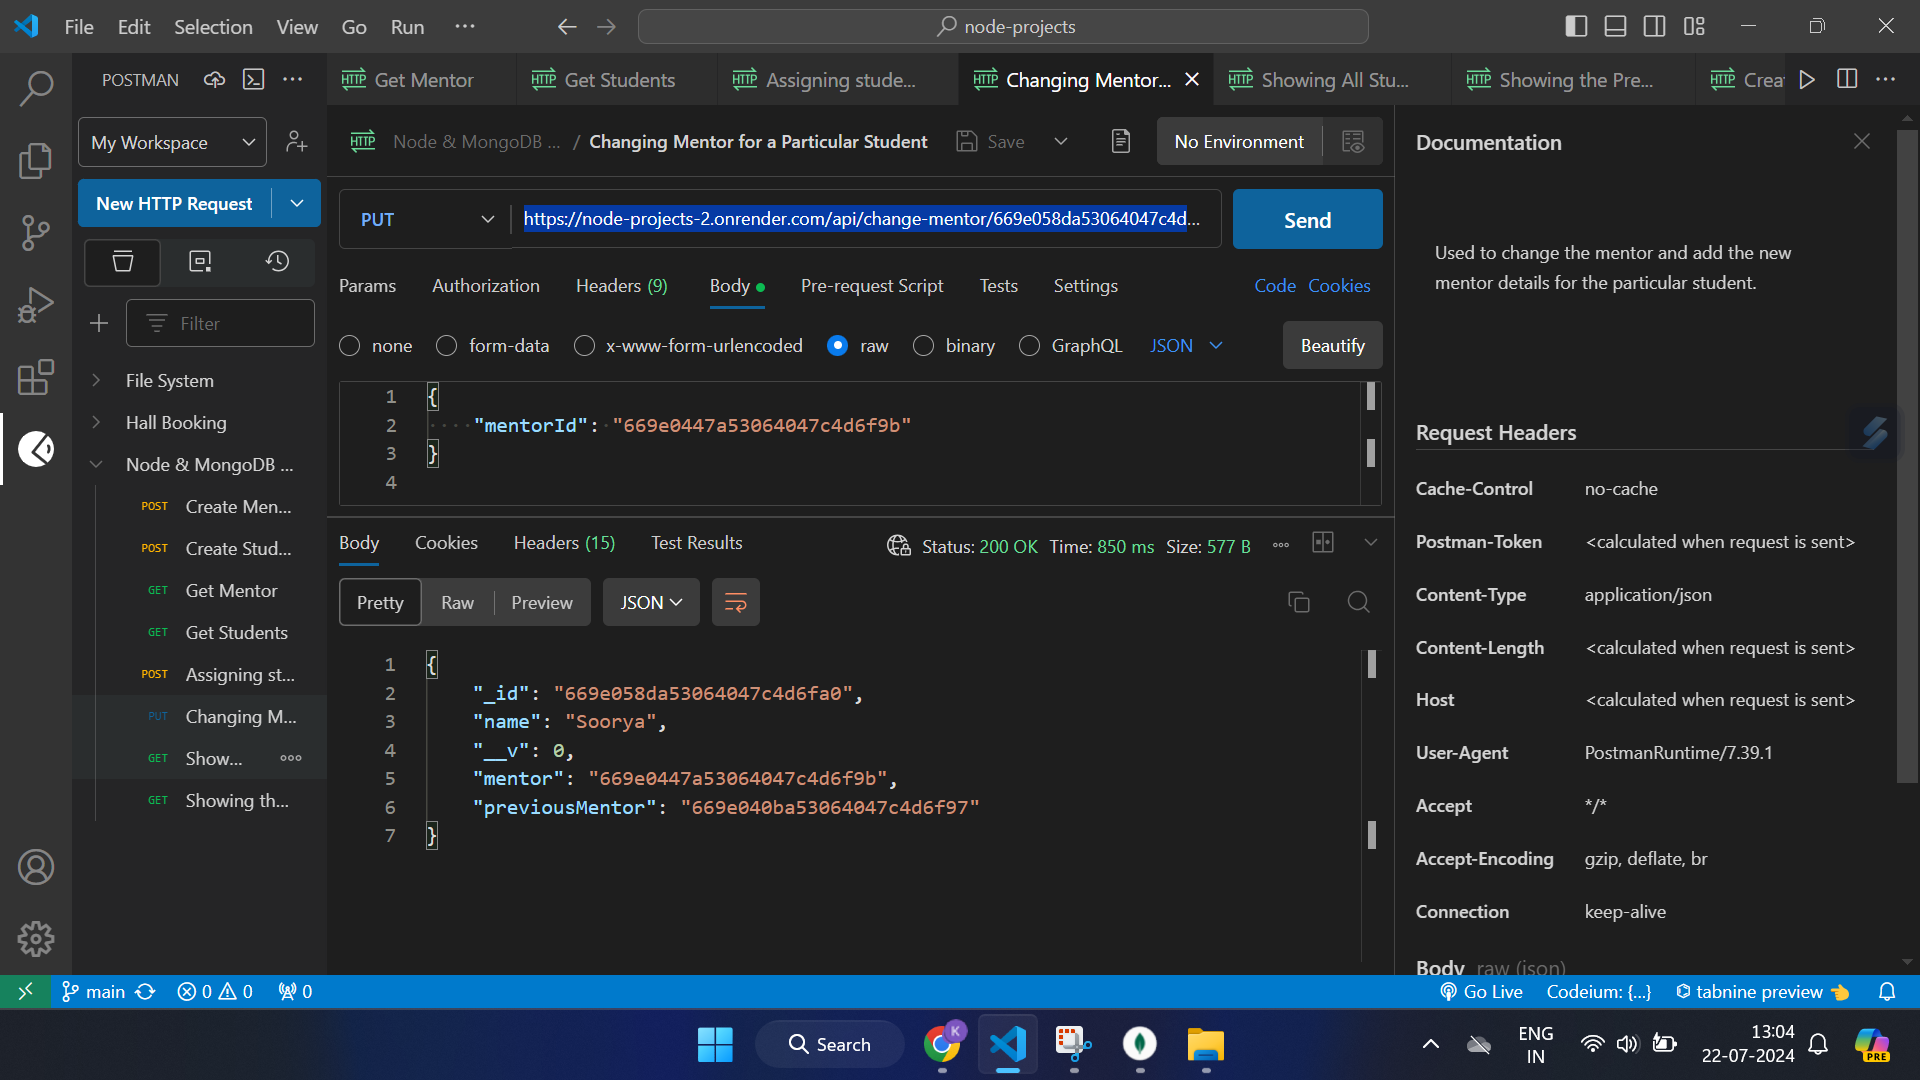 File Edit Selection View Go Run ...
node-projects
POSTMAN
Get Mentor
Get Students
Assigning stude...
Changing Mentor...
Showing All Stu...
Showing the Pre...
Crea
My Workspace
Node & MongoDB ... / Changing Mentor for a Particular Student
Save
No Environment
Documentation
New HTTP Request
PUT
https://node-projects-2.onrender.com/api/change-mentor/669e058da53064047c4d...
Send
Used to change the mentor and add the new
mentor details for the particular student.
Params Authorization Headers (9) Body Pre-request Script Tests Settings Code Cookies
Filter
none form-data x-www-form-urlencoded raw binary GraphQL JSON Beautify
File System
Hall Booking
Node & MongoDB ...
POST Create Men...
POST Create Stud...
GET Get Mentor
GET Get Students
POST Assigning st...
PUT Changing M...
GET Show...
GET Showing th...
1 {
2 "mentorId": "669e0447a53064047c4d6f9b"
3 }
4
Body Cookies Headers (15) Test Results Status: 200 OK Time: 850 ms Size: 577 B
Pretty Raw Preview JSON
1 {
2 "_id": "669e058da53064047c4d6fa0",
3 "name": "Soorya",
4 "__v": 0,
5 "mentor": "669e0447a53064047c4d6f9b",
6 "previousMentor": "669e040ba53064047c4d6f97"
7 }
Request Headers
Cache-Control no-cache
Postman-Token <calculated when request is sent>
Content-Type application/json
Content-Length <calculated when request is sent>
Host <calculated when request is sent>
User-Agent PostmanRuntime/7.39.1
Accept */*
Accept-Encoding gzip, deflate, br
Connection keep-alive
Body raw (json)
main 0 0 0 Go Live Codeium: {...} tabnine preview
Search
K
ENG
IN
13:04
22-07-2024
PRE